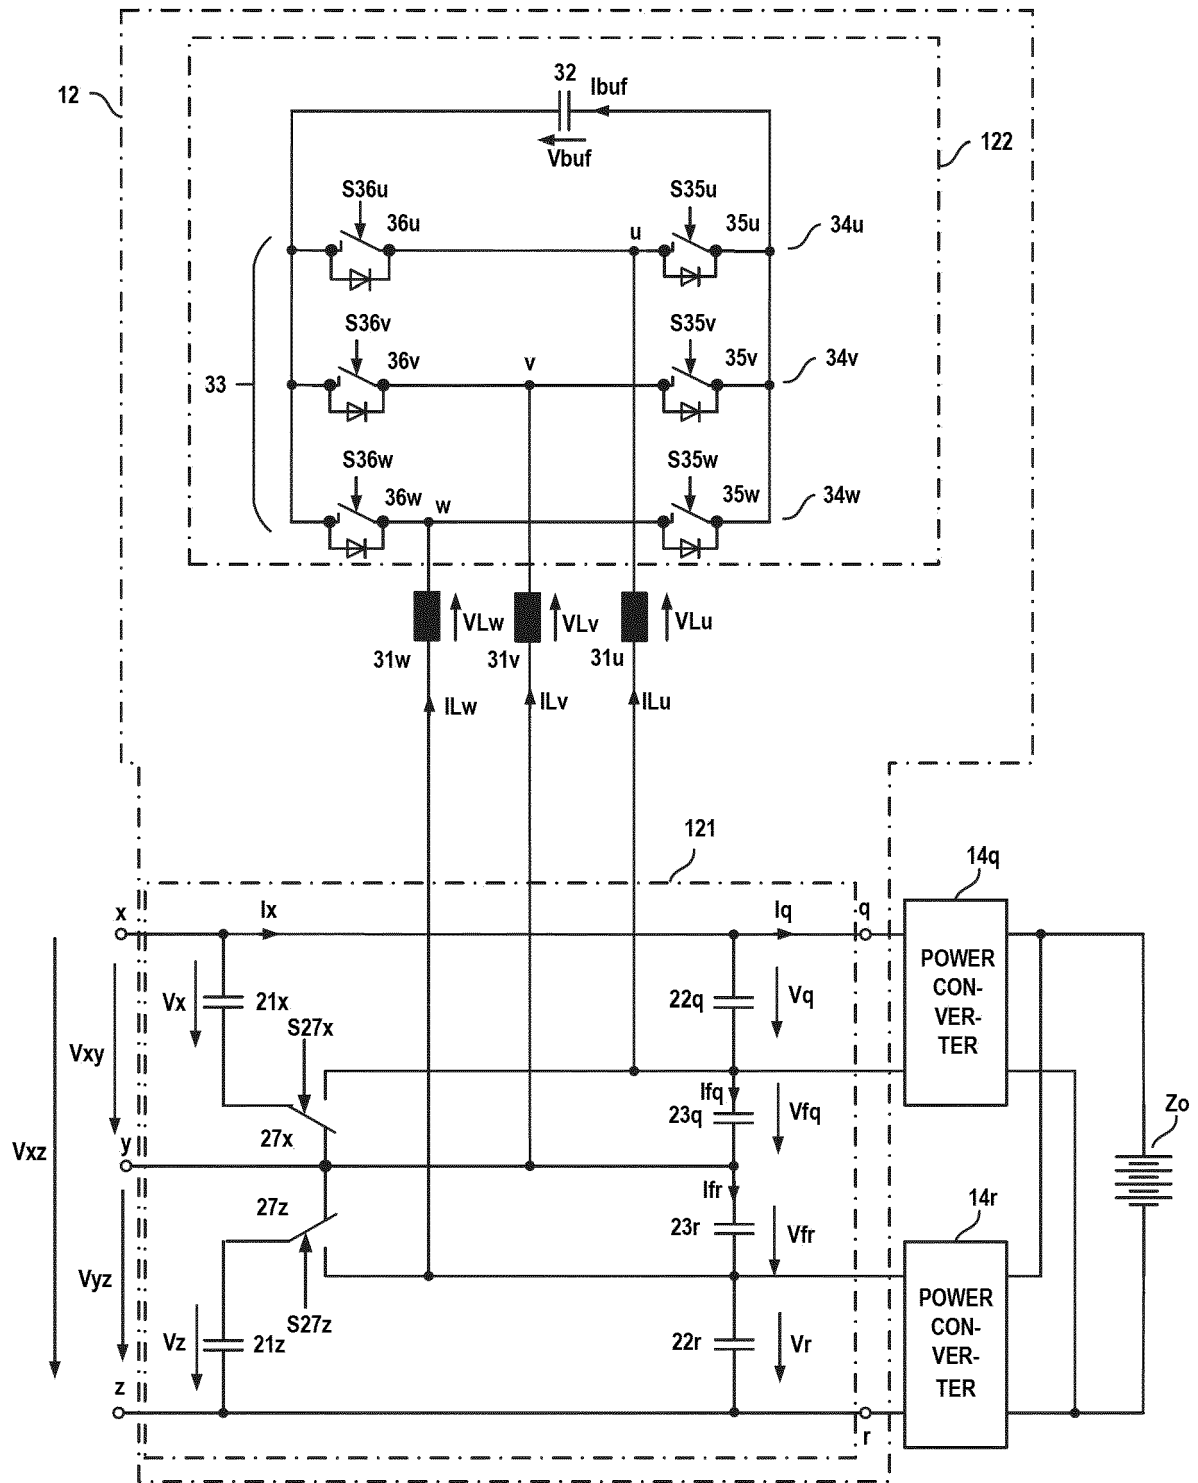 32
Ibuf
12
Vbuf
122
S36u
S35u
36u
u
35u
34u
S36v
S35v
36v
v
35v
34v
33
S36w
S35w
36w
w
35w
34w
VLw
VLv
VLu
31w
31v
31u
ILw
ILv
ILu
121
14q
x
Ix
Iq
q
Vx
21x
22q
Vq
POWER
CON-
VER-
TER
S27x
Vxy
Ifq
23q
Vfq
Zo
27x
y
Vxz
Ifr
27z
14r
23r
Vfr
Vyz
S27z
POWER
CON-
VER-
TER
Vz
21z
22r
Vr
z
r